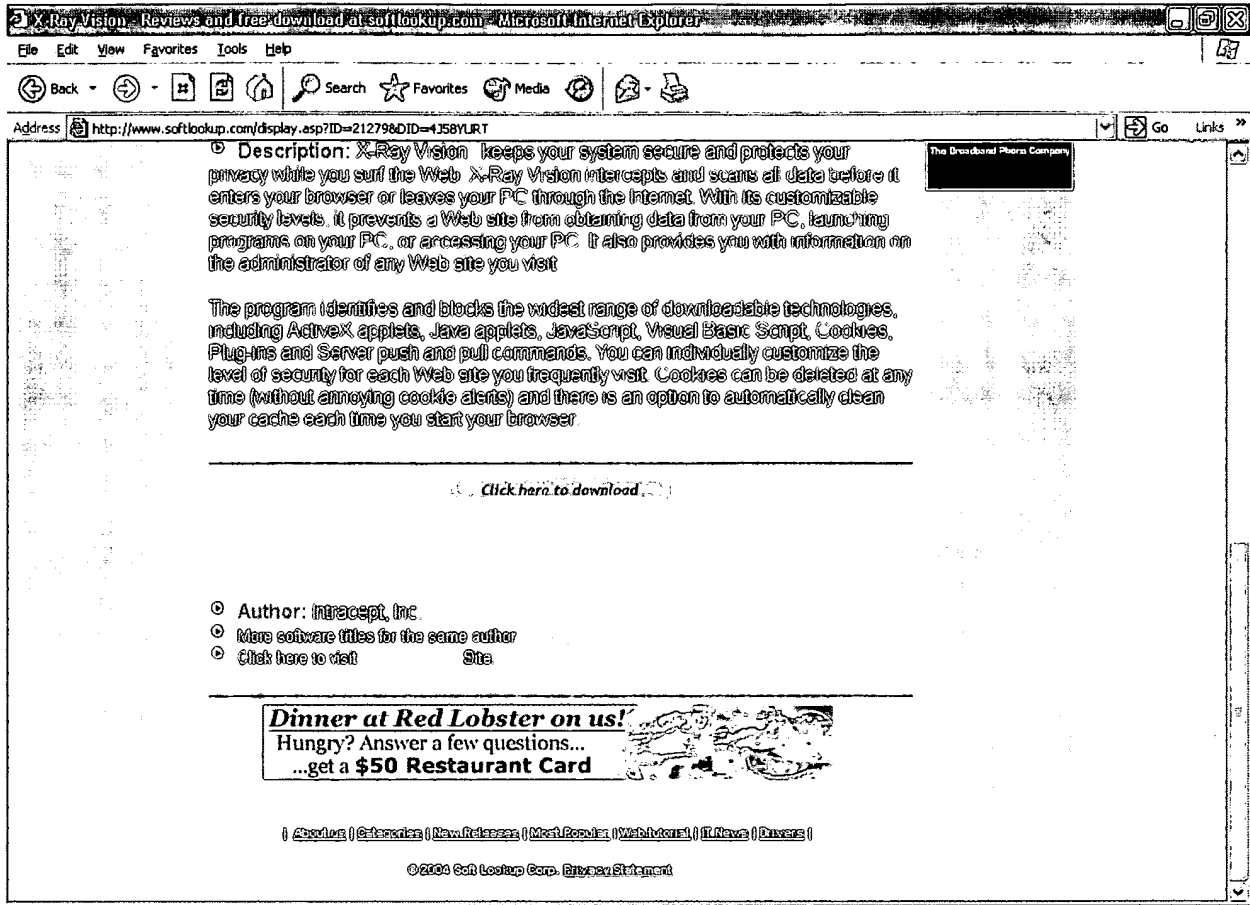 X-Ray Vision - Reviews and free download at softlookup.com - Microsoft Internet Explorer
File Edit View Favorites Tools Help
Back Search Favorites Media
Address http://www.softlookup.com/display.asp?ID=21279&DID=4J58YURT Go Links »
The Broadband Phone Company
Description: X-Ray Vision keeps your system secure and protects your
privacy while you surf the Web. X-Ray Vision intercepts and scans all data before it
enters your browser or leaves your PC through the Internet. With its customizable
security levels, it prevents a Web site from obtaining data from your PC, launching
programs on your PC, or accessing your PC. It also provides you with information on
the administrator of any Web site you visit
The program identifies and blocks the widest range of downloadable technologies,
including ActiveX applets, Java applets, JavaScript, Visual Basic Script, Cookies,
Plug-ins and Server push and pull commands. You can individually customize the
level of security for each Web site you frequently visit. Cookies can be deleted at any
time (without annoying cookie alerts) and there is an option to automatically clean
your cache each time you start your browser.
Click here to download
Author: Intracept, Inc.
More software titles for the same author
Click here to visit Site
Dinner at Red Lobster on us!
Hungry? Answer a few questions...
...get a $50 Restaurant Card
| About us | Categories | New Releases | Most Popular | Web tutorial | IT News | Drivers |
© 2004 Soft Lookup Corp. Privacy Statement